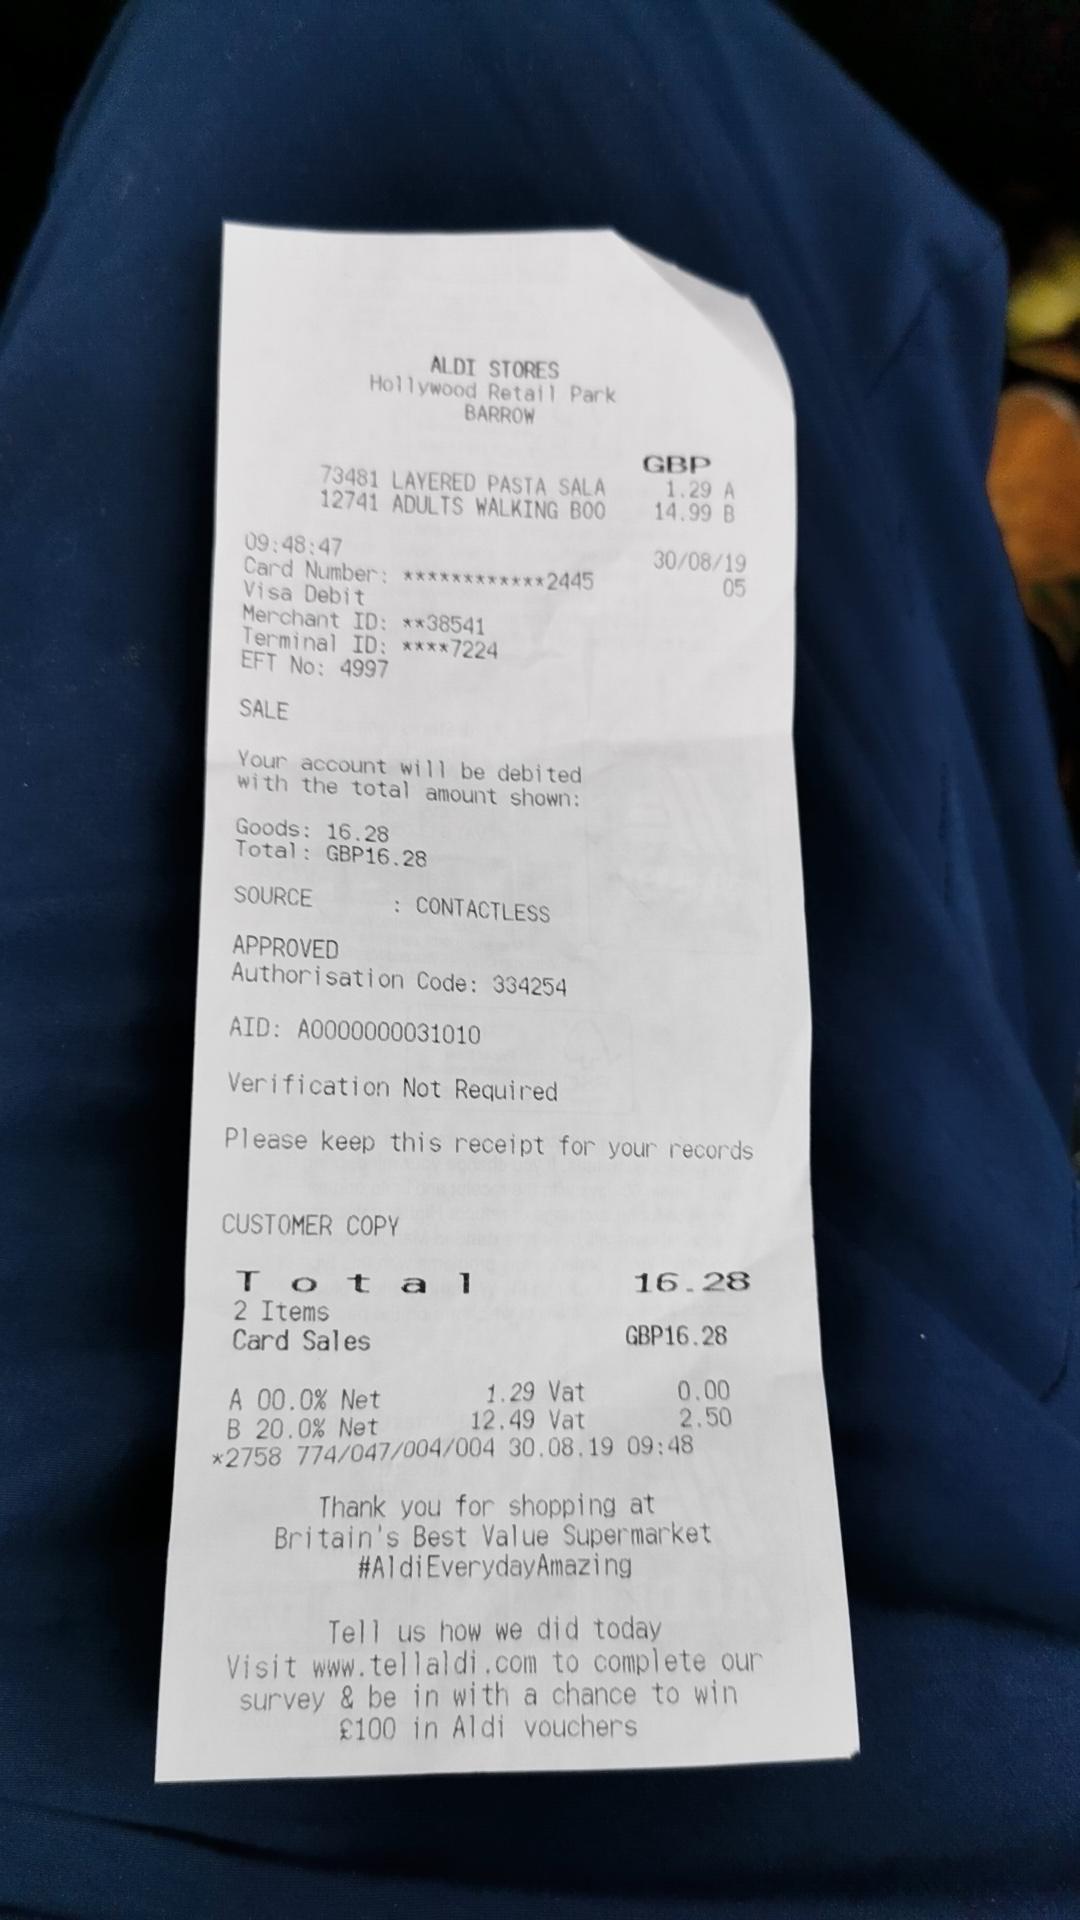 ALDI STORES
Hollywood Retail Park
BARROW
GBP
73481 LAYERED PASTA SALA 1.29 A
12741 ADULTS WALKING BOO 14.99 B
09:48:47 30/08/19
Card Number: ************2445 05
Visa Debit
Merchant ID: **38541
Terminal ID: ****7224
EFT No: 4997
SALE
Your account will be debited
with the total amount shown:
Goods: 16.28
Total: GBP16.28
SOURCE : CONTACTLESS
APPROVED
Authorisation Code: 334254
AID: A0000000031010
Verification Not Required
Please keep this receipt for your records
CUSTOMER COPY
Total 16.28
2 Items
Card Sales GBP16.28
A 00.0% Net 1.29 Vat 0.00
B 20.0% Net 12.49 Vat 2.50
*2758 774/047/004/004 30.08.19 09:48
Thank you for shopping at
Britain's Best Value Supermarket
#AldiEverydayAmazing
Tell us how we did today
Visit www.tellaldi.com to complete our
survey & be in with a chance to win
£100 in Aldi vouchers